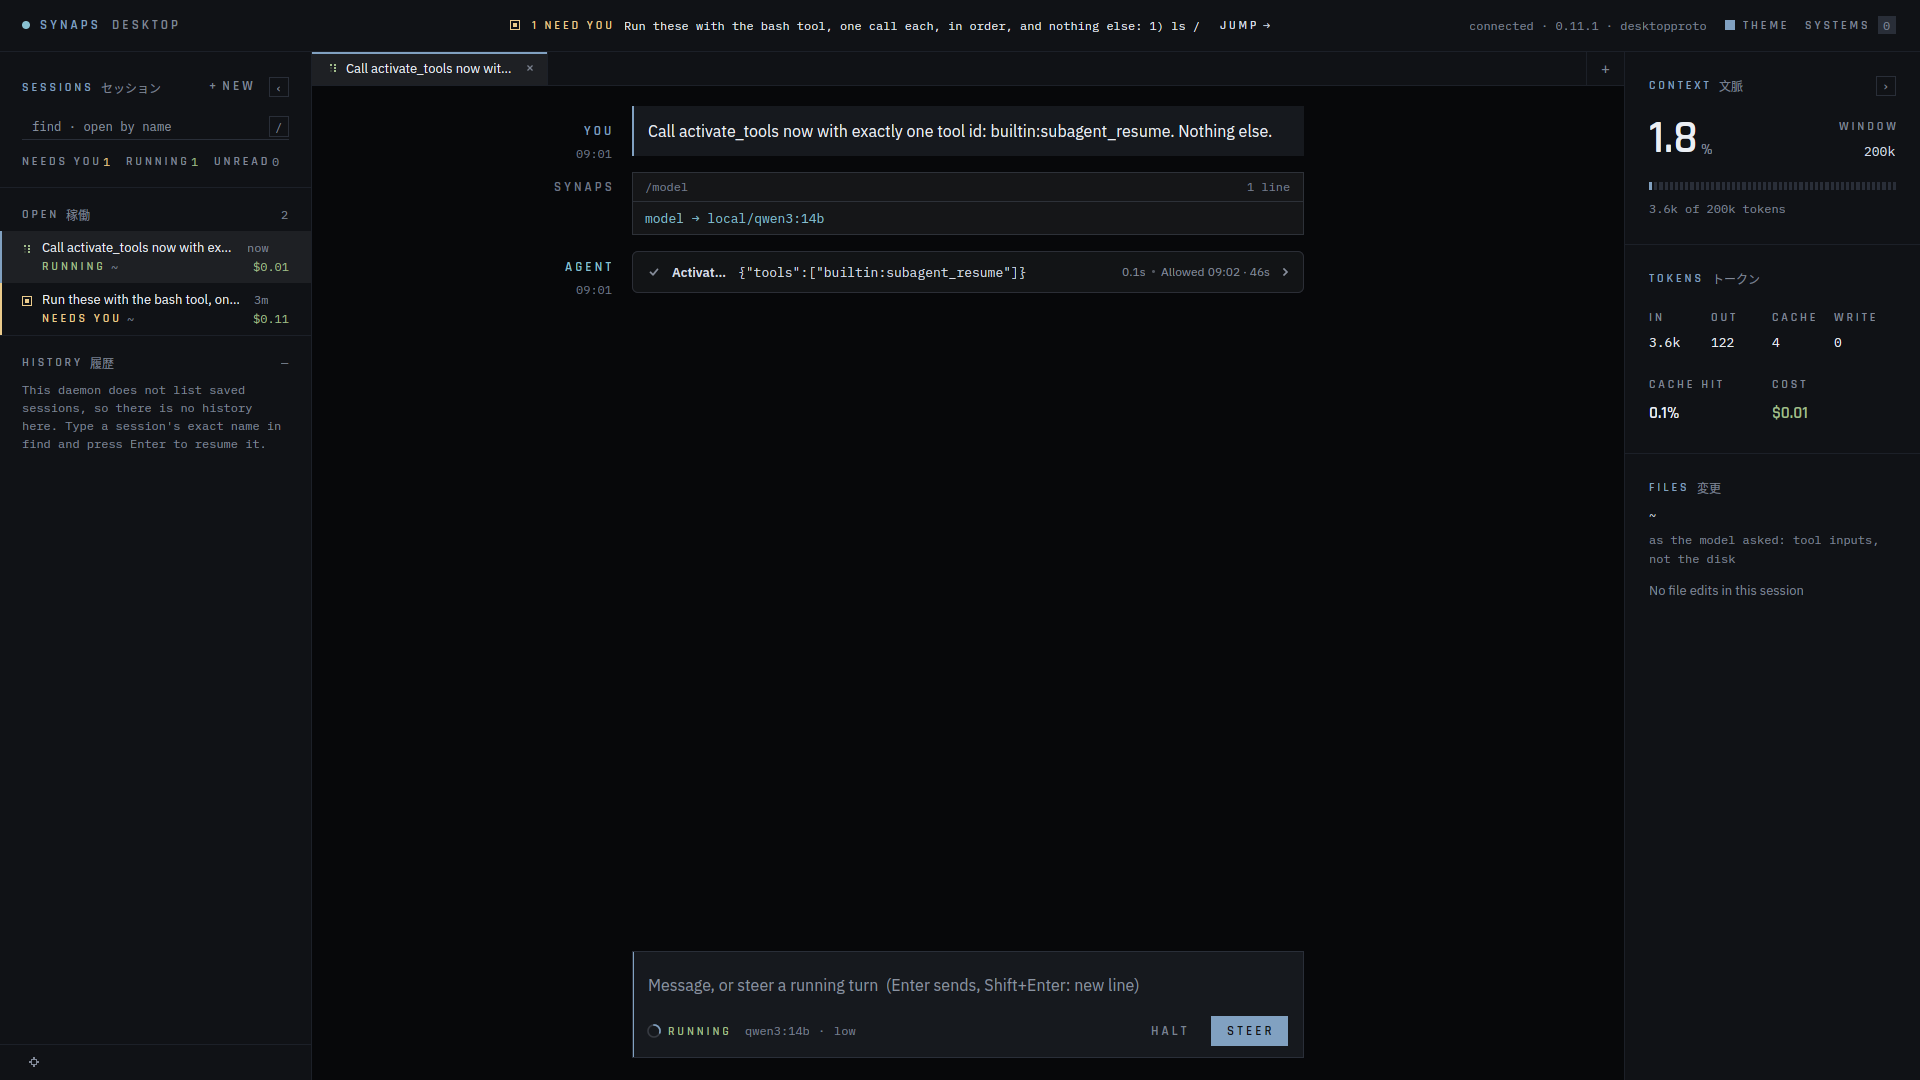 SYNAPS DESKTOP
1 NEED YOU Run these with the bash tool, one call each, in order, and nothing else: 1) ls / JUMP →
connected · 0.11.1 · desktopproto THEME SYSTEMS 0
SESSIONS セッション + NEW ‹
find · open by name /
NEEDS YOU 1 RUNNING 1 UNREAD 0
OPEN 稼働 2
Call activate_tools now with ex... now
RUNNING ~ $0.01
Run these with the bash tool, on... 3m
NEEDS YOU ~ $0.11
HISTORY 履歴 —
This daemon does not list saved
sessions, so there is no history
here. Type a session's exact name in
find and press Enter to resume it.
Call activate_tools now wit... ×
+
YOU
09:01
Call activate_tools now with exactly one tool id: builtin:subagent_resume. Nothing else.
SYNAPS
/model 1 line
model → local/qwen3:14b
AGENT
09:01
Activat... {"tools":["builtin:subagent_resume"]} 0.1s • Allowed 09:02 · 46s ›
Message, or steer a running turn (Enter sends, Shift+Enter: new line)
RUNNING qwen3:14b · low HALT STEER
CONTEXT 文脈 ›
1.8 %
WINDOW
200k
3.6k of 200k tokens
TOKENS トークン
IN OUT CACHE WRITE
3.6k 122 4 0
CACHE HIT COST
0.1% $0.01
FILES 変更
~
as the model asked: tool inputs,
not the disk
No file edits in this session